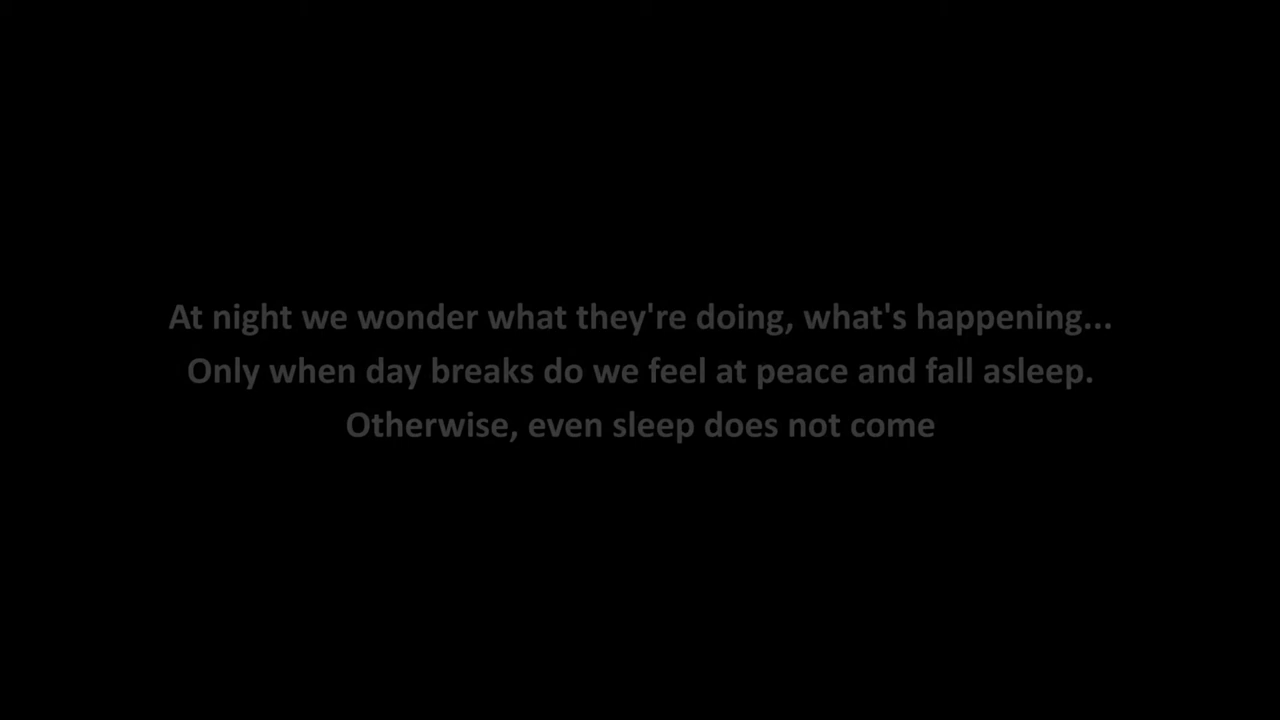 At night we wonder what they're doing, what's happening...
Only when day breaks do we feel at peace and fall asleep.
Otherwise, even sleep does not come